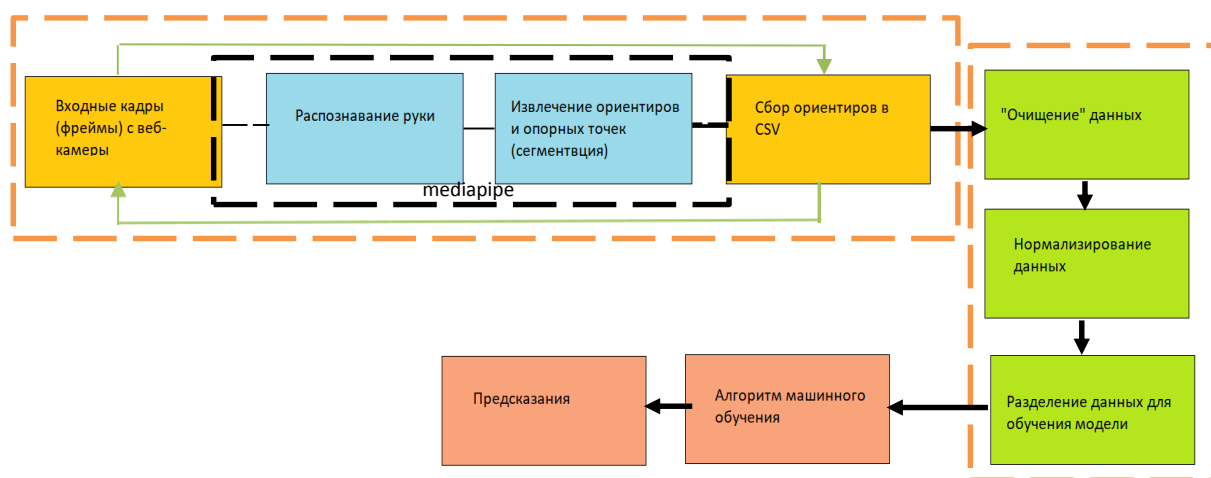 Входные кадры
(фреймы) с веб-
камеры
Распознавание руки
Извлечение ориентиров
и опорных точек
(сегментвция)
Сбор ориентиров в
CSV
mediapipe
"Очищение" данных
Нормализирование
данных
Разделение данных для
обучения модели
Алгоритм машинного
обучения
Предсказания